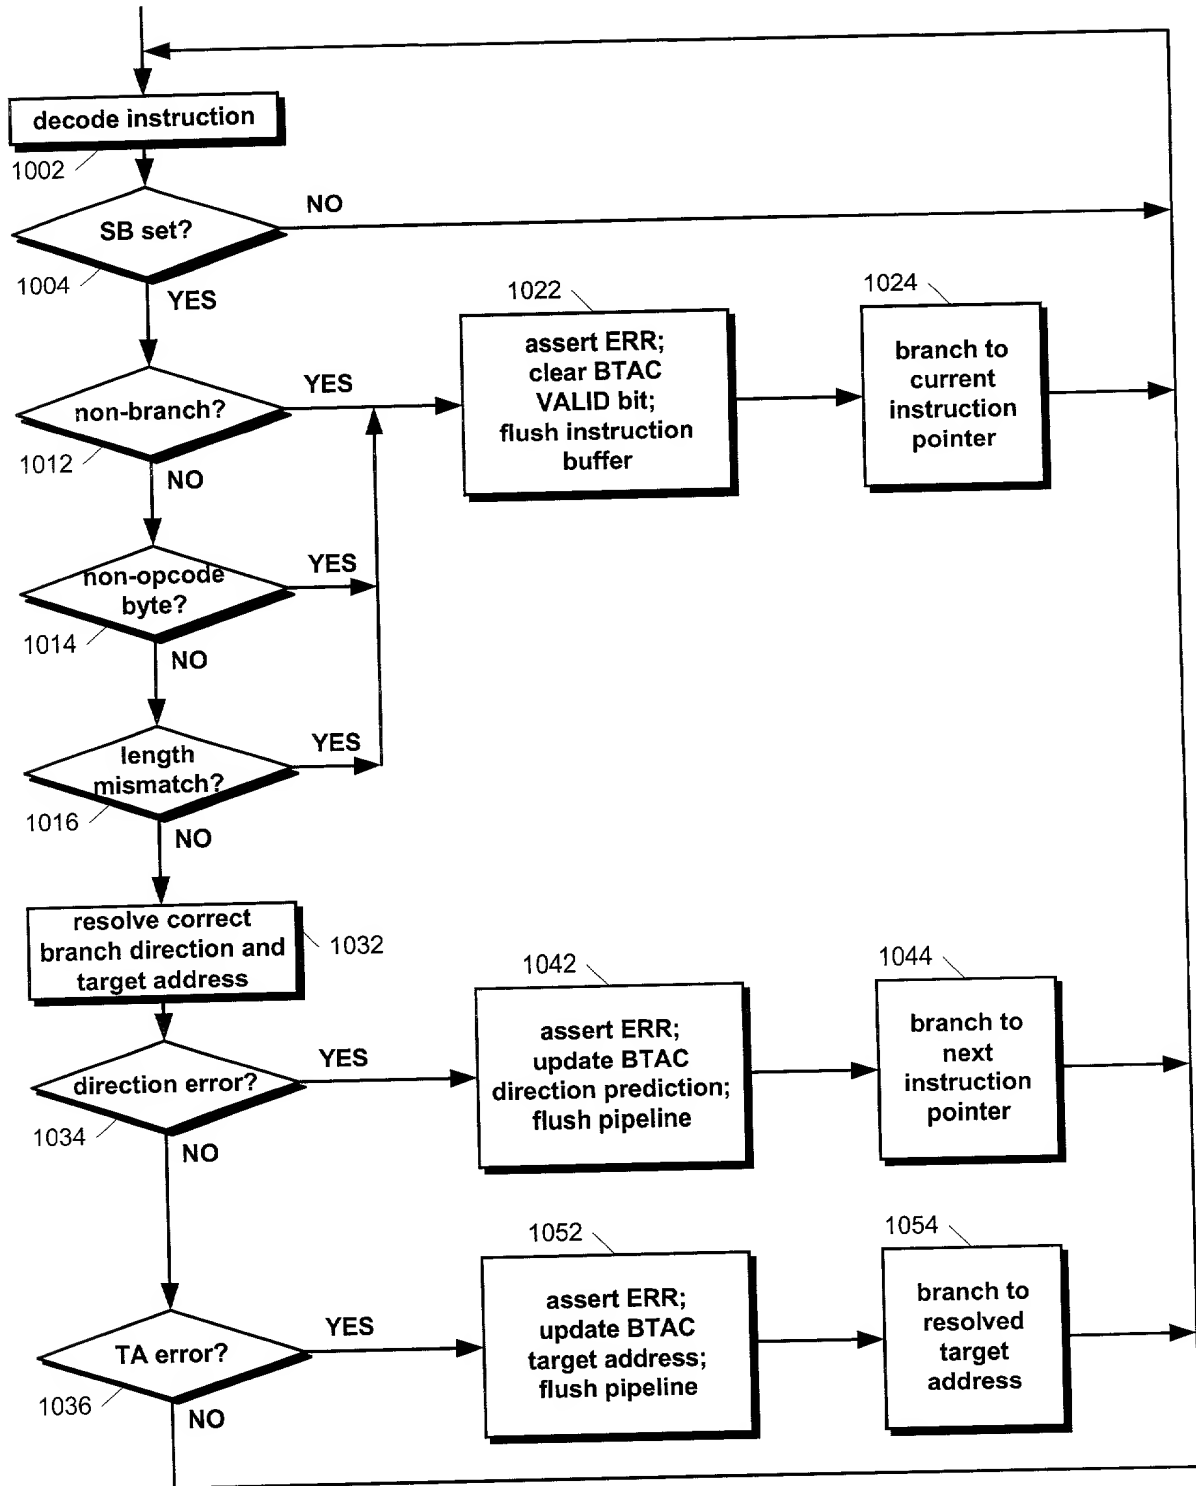 decode instruction
1002
SB set?
NO
1004
YES
non-branch?
YES
1012
NO
1022
assert ERR;
clear BTAC
VALID bit;
flush instruction
buffer
1024
branch to
current
instruction
pointer
non-opcode
byte?
YES
1014
NO
length
mismatch?
YES
1016
NO
resolve correct
branch direction and
target address
1032
direction error?
YES
1034
NO
1042
assert ERR;
update BTAC
direction prediction;
flush pipeline
1044
branch to
next
instruction
pointer
TA error?
YES
1036
NO
1052
assert ERR;
update BTAC
target address;
flush pipeline
1054
branch to
resolved
target
address